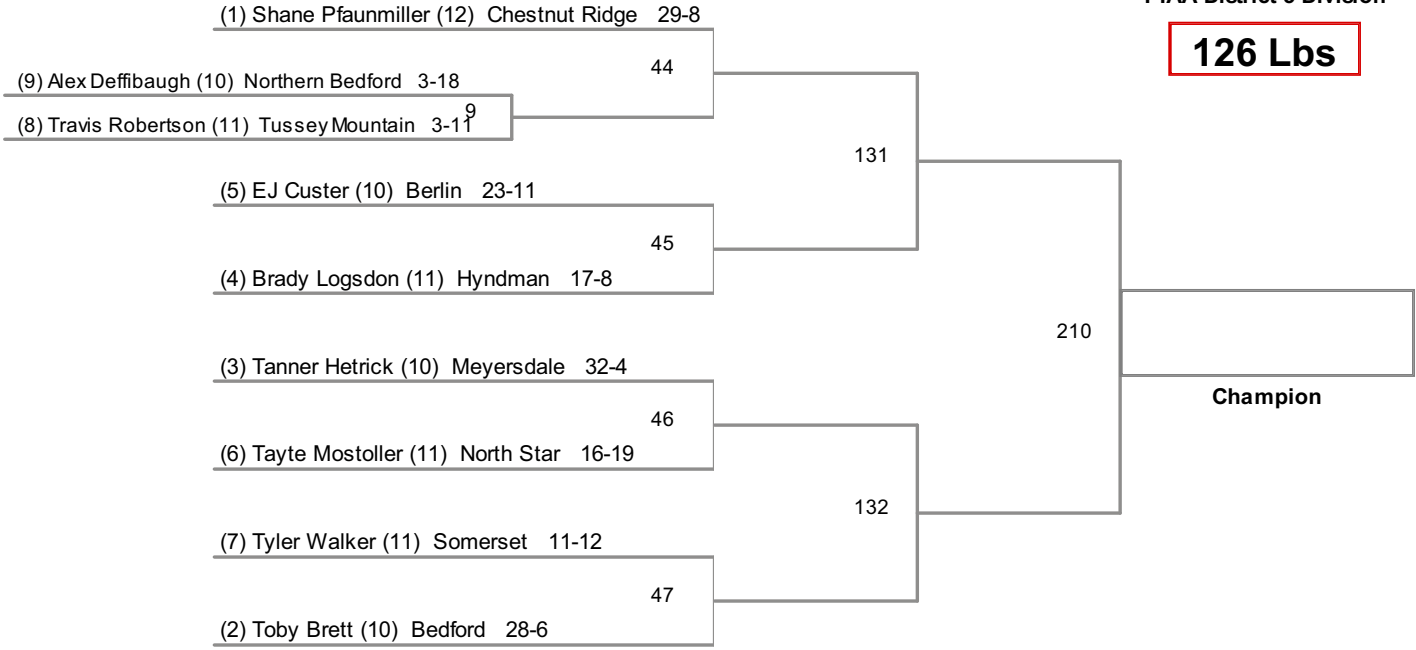 (1) Shane Pfaunmiller (12) Chestnut Ridge 29-8
126 Lbs
44
(9) Alex Deffibaugh (10) Northern Bedford 3-18
9
(8) Travis Robertson (11) Tussey Mountain 3-11
131
(5) EJ Custer (10) Berlin 23-11
45
(4) Brady Logsdon (11) Hyndman 17-8
210
(3) Tanner Hetrick (10) Meyersdale 32-4
Champion
46
(6) Tayte Mostoller (11) North Star 16-19
132
(7) Tyler Walker (11) Somerset 11-12
47
(2) Toby Brett (10) Bedford 28-6